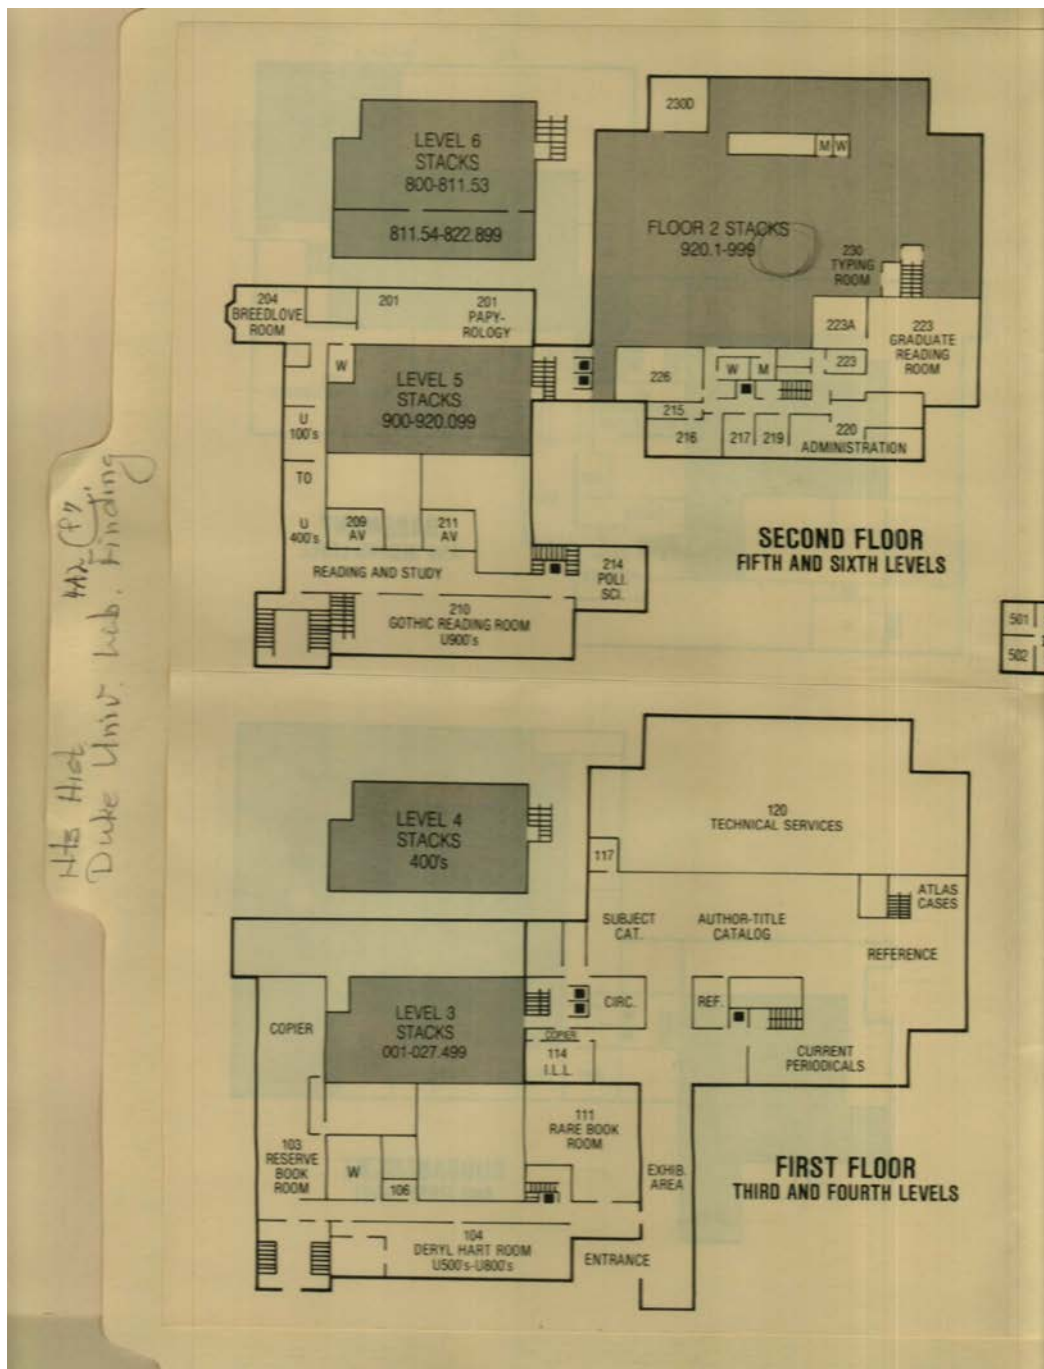 230D
M W
LEVEL 6
STACKS
800-811.53
811.54-822.899
FLOOR 2 STACKS
920.1-999
230
TYPING
ROOM
204
BREEDLOVE
ROOM
201
201
PAPY-
ROLOGY
223A
223
GRADUATE
READING
ROOM
W
LEVEL 5
STACKS
900-920.099
226
W M
223
U
100's
215
216
217
219
220
ADMINISTRATION
TO
U
400's
209
AV
211
AV
SECOND FLOOR
FIFTH AND SIXTH LEVELS
READING AND STUDY
214
POLI.
SCI.
210
GOTHIC READING ROOM
U900's
501
502
Duke Univ.
LEVEL 4
STACKS
400's
120
TECHNICAL SERVICES
117
ATLAS
CASES
SUBJECT
CAT.
AUTHOR-TITLE
CATALOG
REFERENCE
COPIER
LEVEL 3
STACKS
001-027.499
CIRC.
REF.
COPIER
114
I.L.L.
CURRENT
PERIODICALS
103
RESERVE
BOOK
ROOM
W
106
111
RARE BOOK
ROOM
EXHIB.
AREA
FIRST FLOOR
THIRD AND FOURTH LEVELS
104
DERYL HART ROOM
U500's-U800's
ENTRANCE